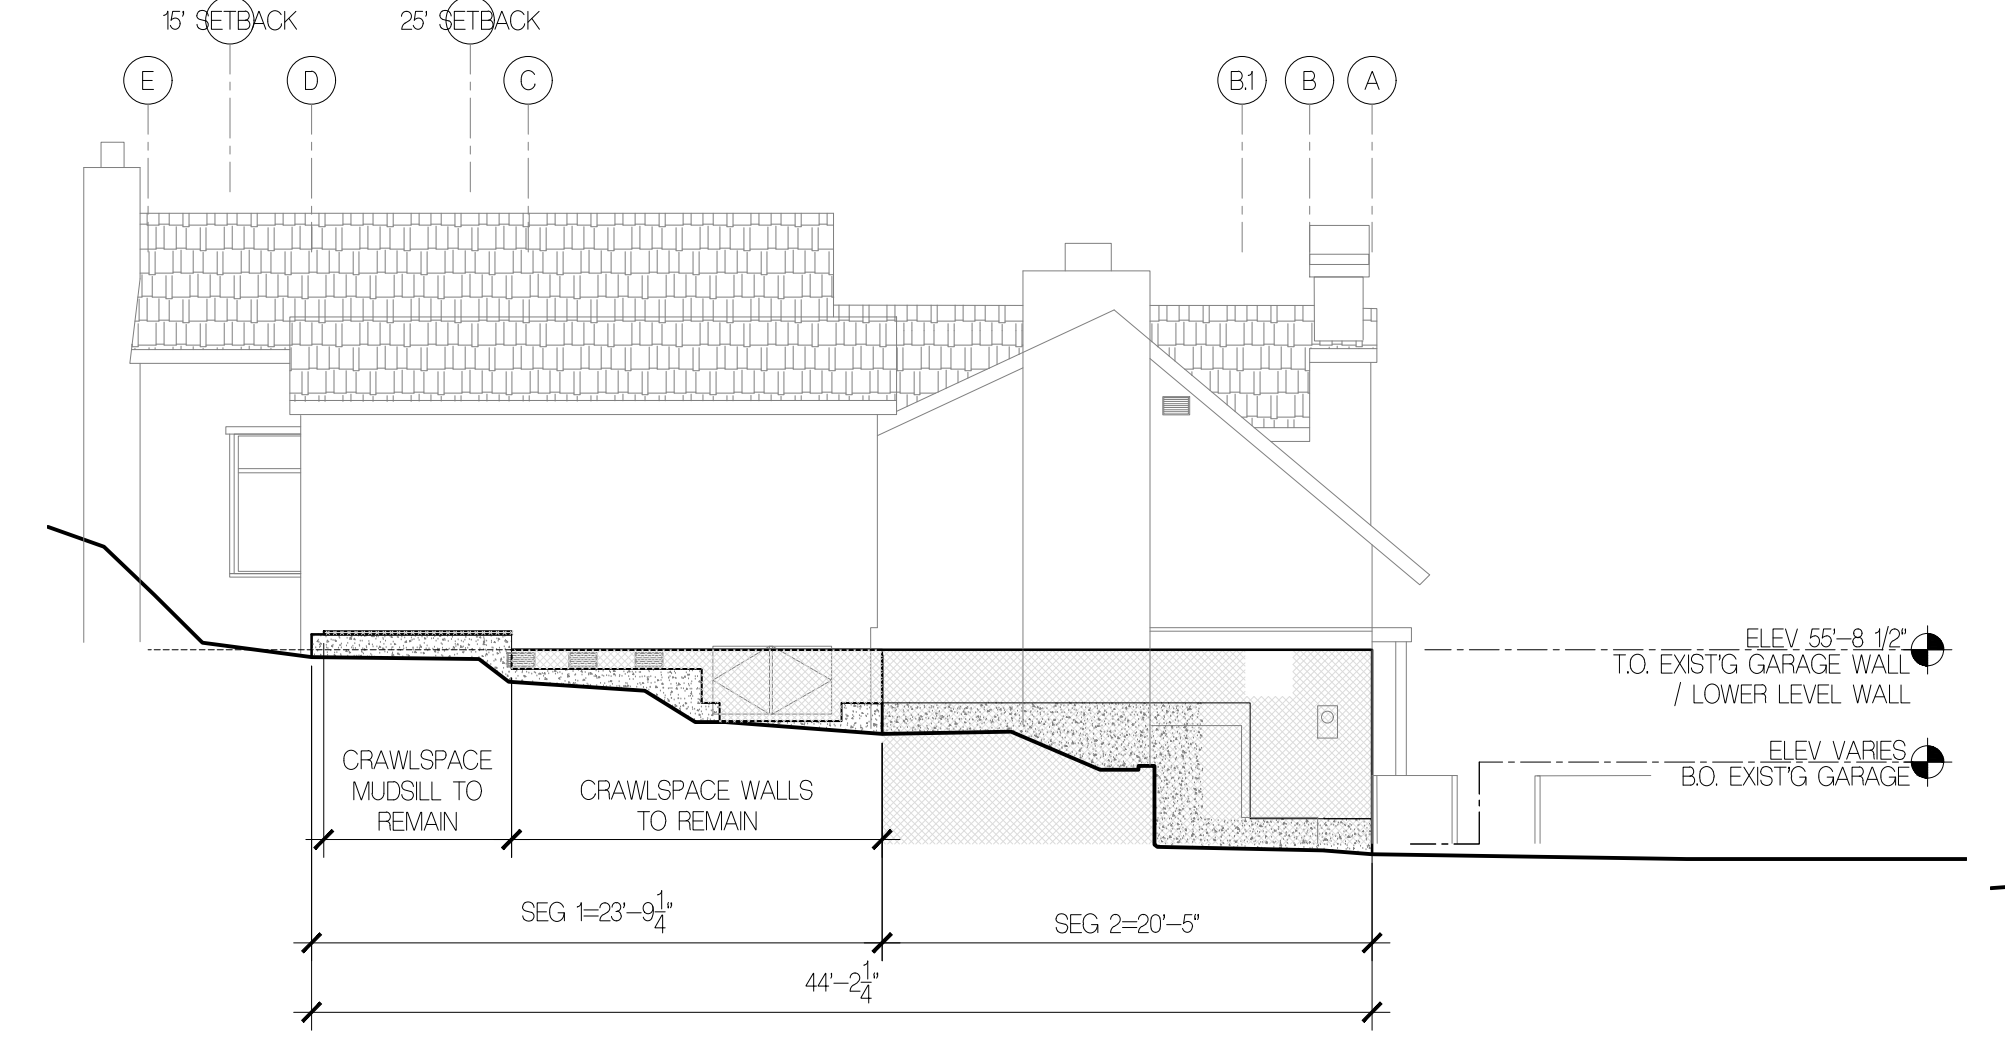 15' SETBACK
25' SETBACK
E
D
C
B.1
B
A
ELEV 55'-8 1/2"
T.O. EXIST'G GARAGE WALL
/ LOWER LEVEL WALL
ELEV VARIES
B.O. EXIST'G GARAGE
CRAWLSPACE
MUDSILL TO
REMAIN
CRAWLSPACE WALLS
TO REMAIN
SEG 1=23'-9 1/4"
SEG 2=20'-5"
44'-2 1/4"